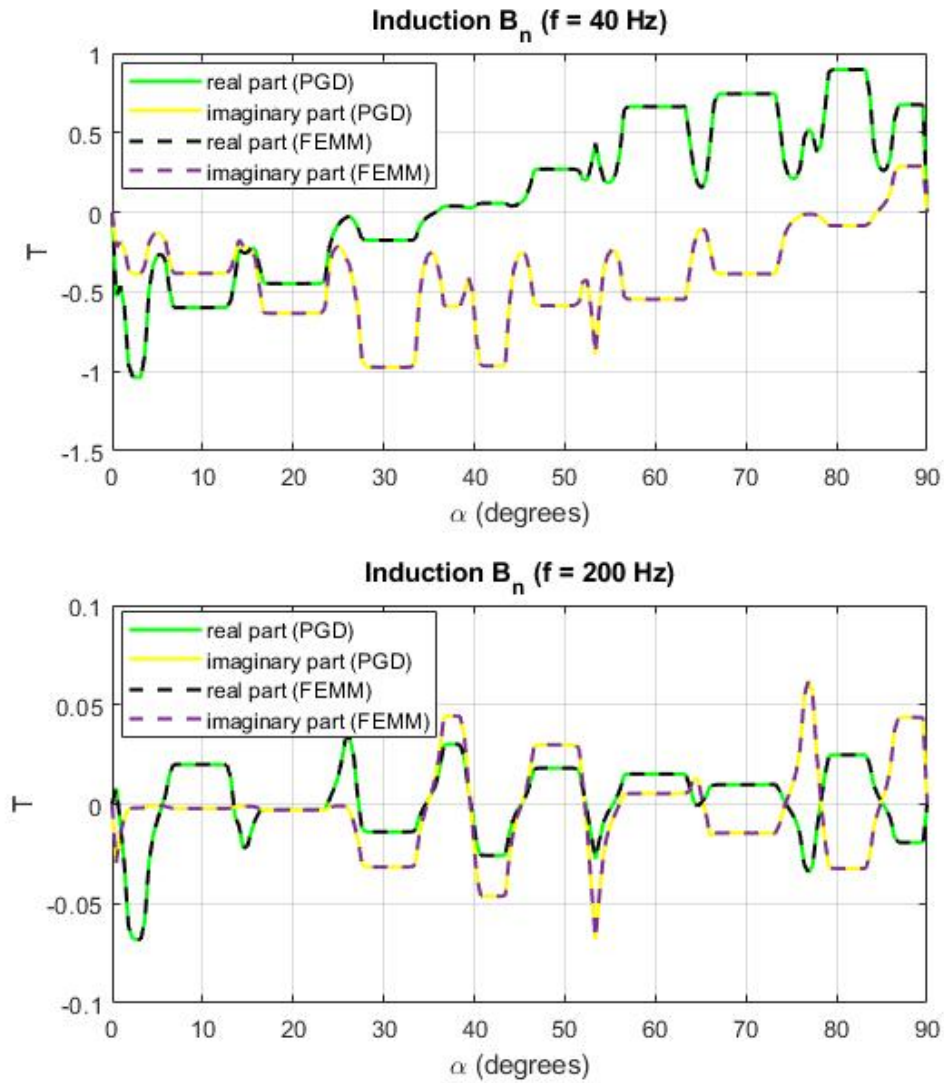 Induction B_n (f = 40 Hz)
1
real part (PGD)
imaginary part (PGD)
real part (FEMM)
imaginary part (FEMM)
0.5
0
-0.5
-1
-1.5
T
0 10 20 30 40 50 60 70 80 90
α (degrees)
Induction B_n (f = 200 Hz)
0.1
real part (PGD)
imaginary part (PGD)
real part (FEMM)
imaginary part (FEMM)
0.05
0
-0.05
-0.1
T
0 10 20 30 40 50 60 70 80 90
α (degrees)